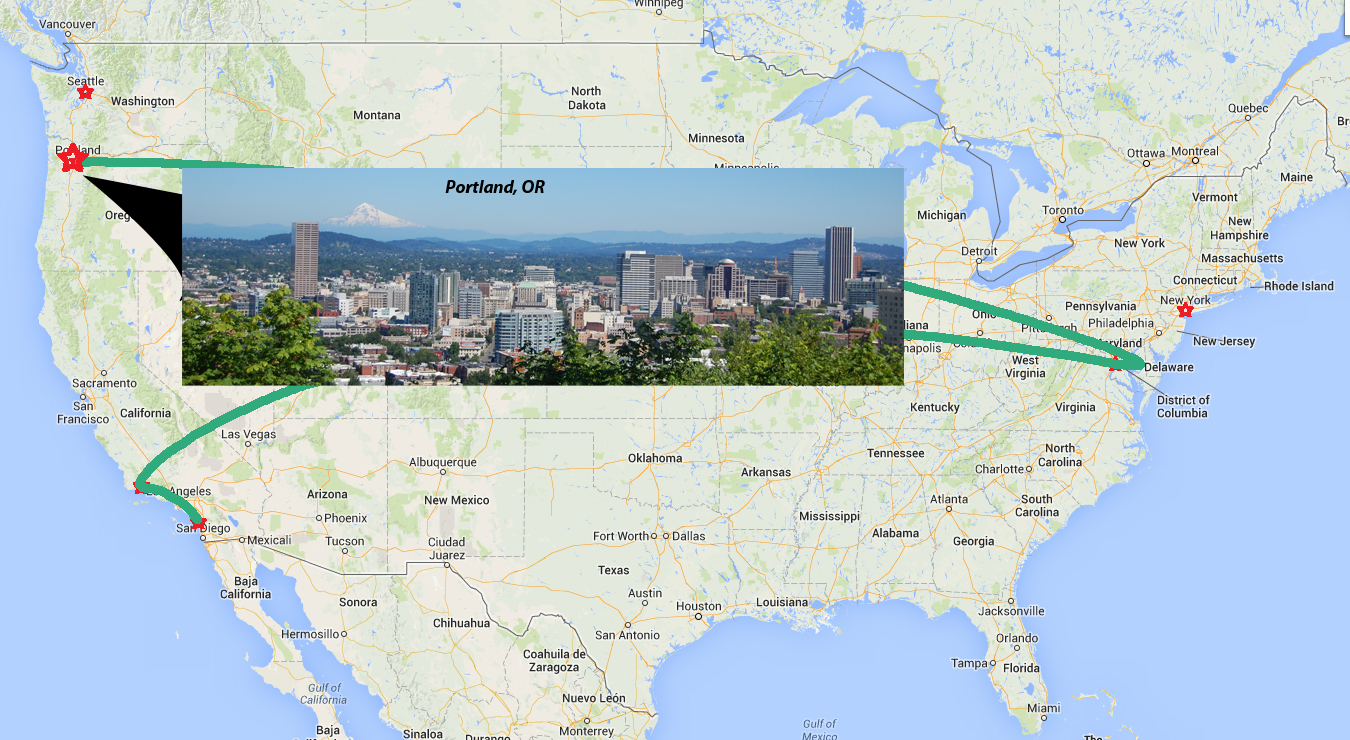 Winnipeg
Vancouver
Seattle
Washington
Montana
North
Dakota
Minnesota
Quebec
Ottawa
Montreal
Maine
Portland
Vermont
Michigan
Toronto
New
Hampshire
New York
Detroit
Massachusetts
Portland, OR
Connecticut
Rhode Island
New York
Pennsylvania
Philadelphia
Pittsburgh
New Jersey
Ohio
Maryland
West
Virginia
Delaware
District of
Columbia
Sacramento
San
Francisco
California
Kentucky
Virginia
Las Vegas
Tennessee
North
Carolina
Charlotte
Oklahoma
Arkansas
Albuquerque
Los Angeles
Arizona
New Mexico
Atlanta
South
Carolina
Phoenix
Mississippi
San Diego
Mexicali
Tucson
Ciudad
Juarez
Fort Worth
Dallas
Alabama
Georgia
Texas
Baja
California
Sonora
Austin
Houston
Louisiana
Jacksonville
Chihuahua
Hermosillo
San Antonio
Orlando
Coahuila de
Zaragoza
Tampa
Florida
Gulf of
California
Nuevo León
Miami
Monterrey
Gulf of
Mexico
Baja
Sinaloa
Durango
The